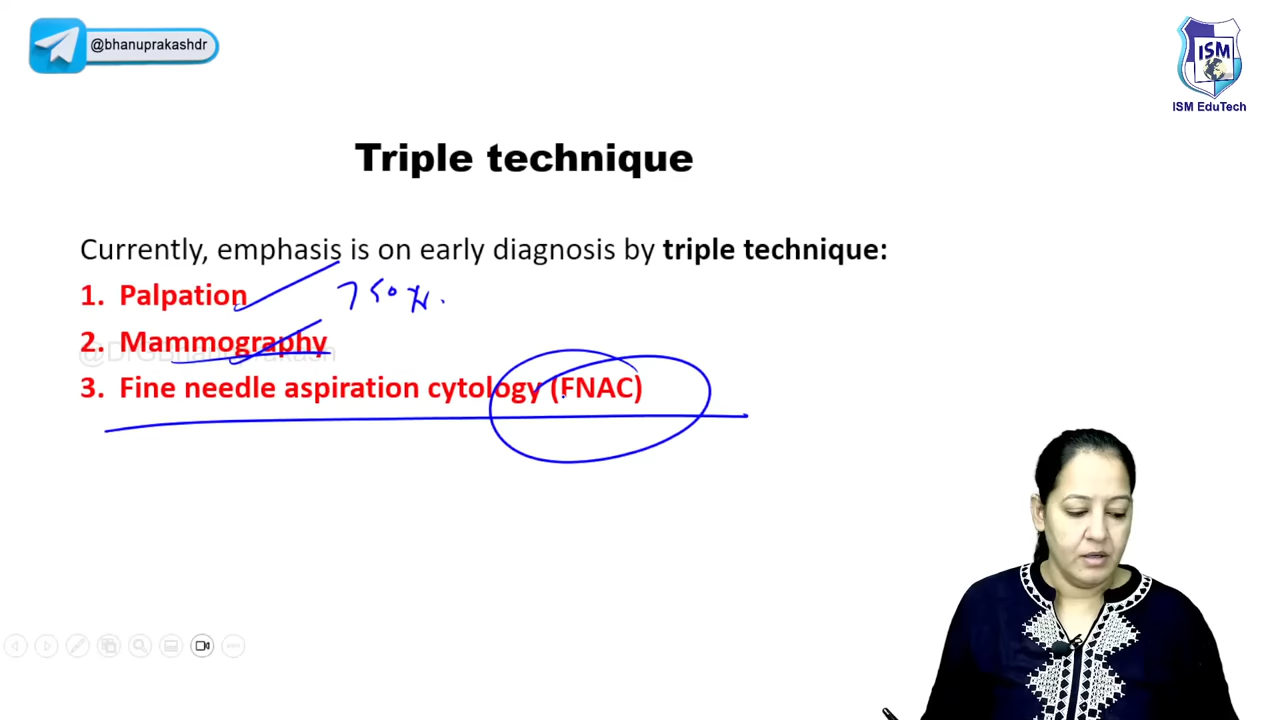 @bhanuprakashdr
ISM
ISM EduTech
Triple technique
Currently, emphasis is on early diagnosis by triple technique:
1. Palpation
2. Mammography
3. Fine needle aspiration cytology (FNAC)